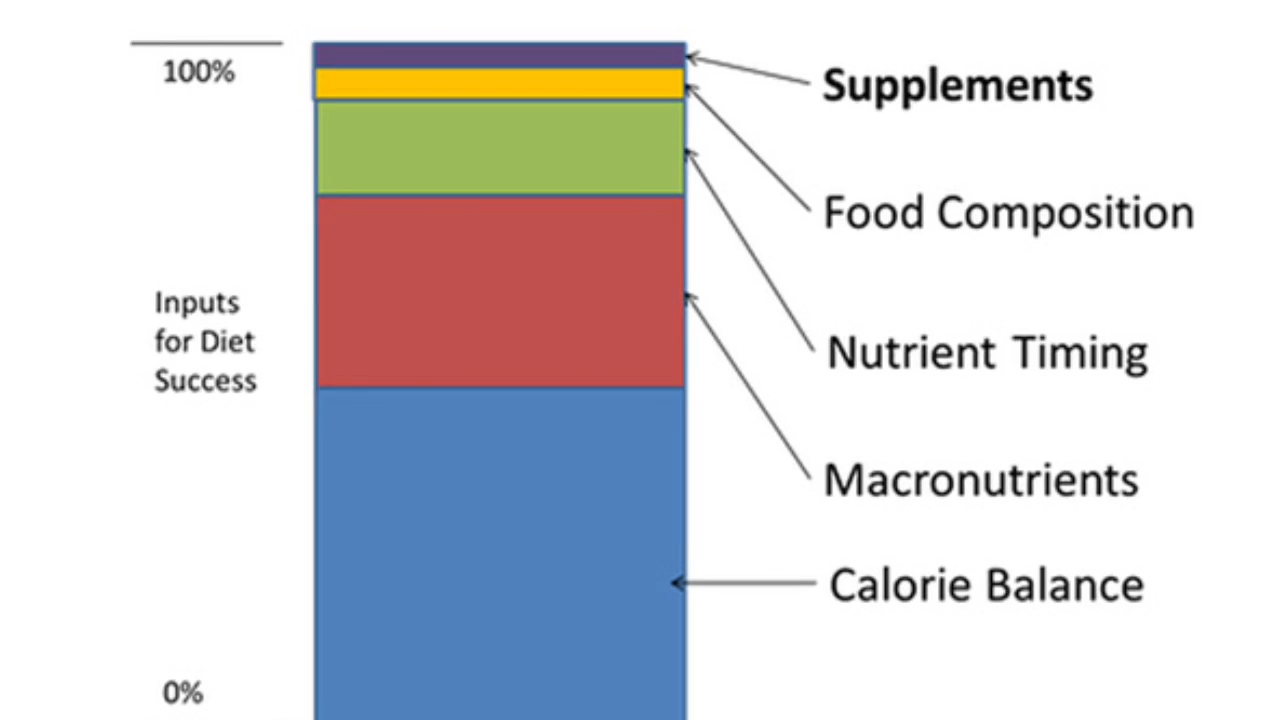 100%
Supplements
Food Composition
Inputs
for Diet
Success
Nutrient Timing
Macronutrients
Calorie Balance
0%